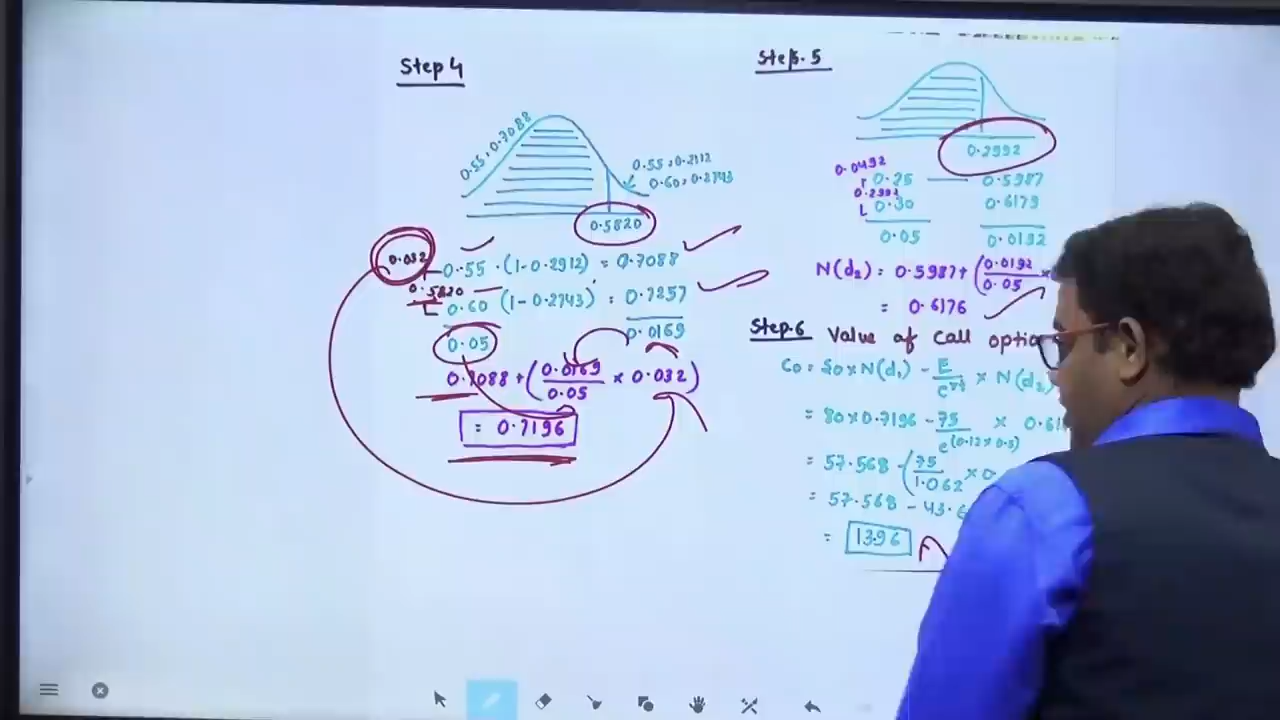 Step 4
0.55 : 0.7088
0.55 : 0.2112
0.60 : 0.2743
0.5820
0.032
0.55 · (1-0.2912) = 0.7088
0.5820
0.60 (1-0.2743) : 0.7257
0.0169
0.05
0.7088 + (0.0169/0.05 × 0.032)
= 0.7196
Step. 5
0.2992
0.0492
0.25 — 0.5987
0.2992
0.30 0.6179
0.05 0.0192
N(d₂) = 0.5987 + (0.0192/0.05 ×
= 0.6176
Step. 6 Value of Call optio
Co = 80 × N(d₁) - E/e^rt × N(d₂)
= 80 × 0.7196 - 75/e^(0.12×0.5) × 0.61
= 57.568 - (75/1.062 × 0
= 57.568 - 43.6
= 13.96